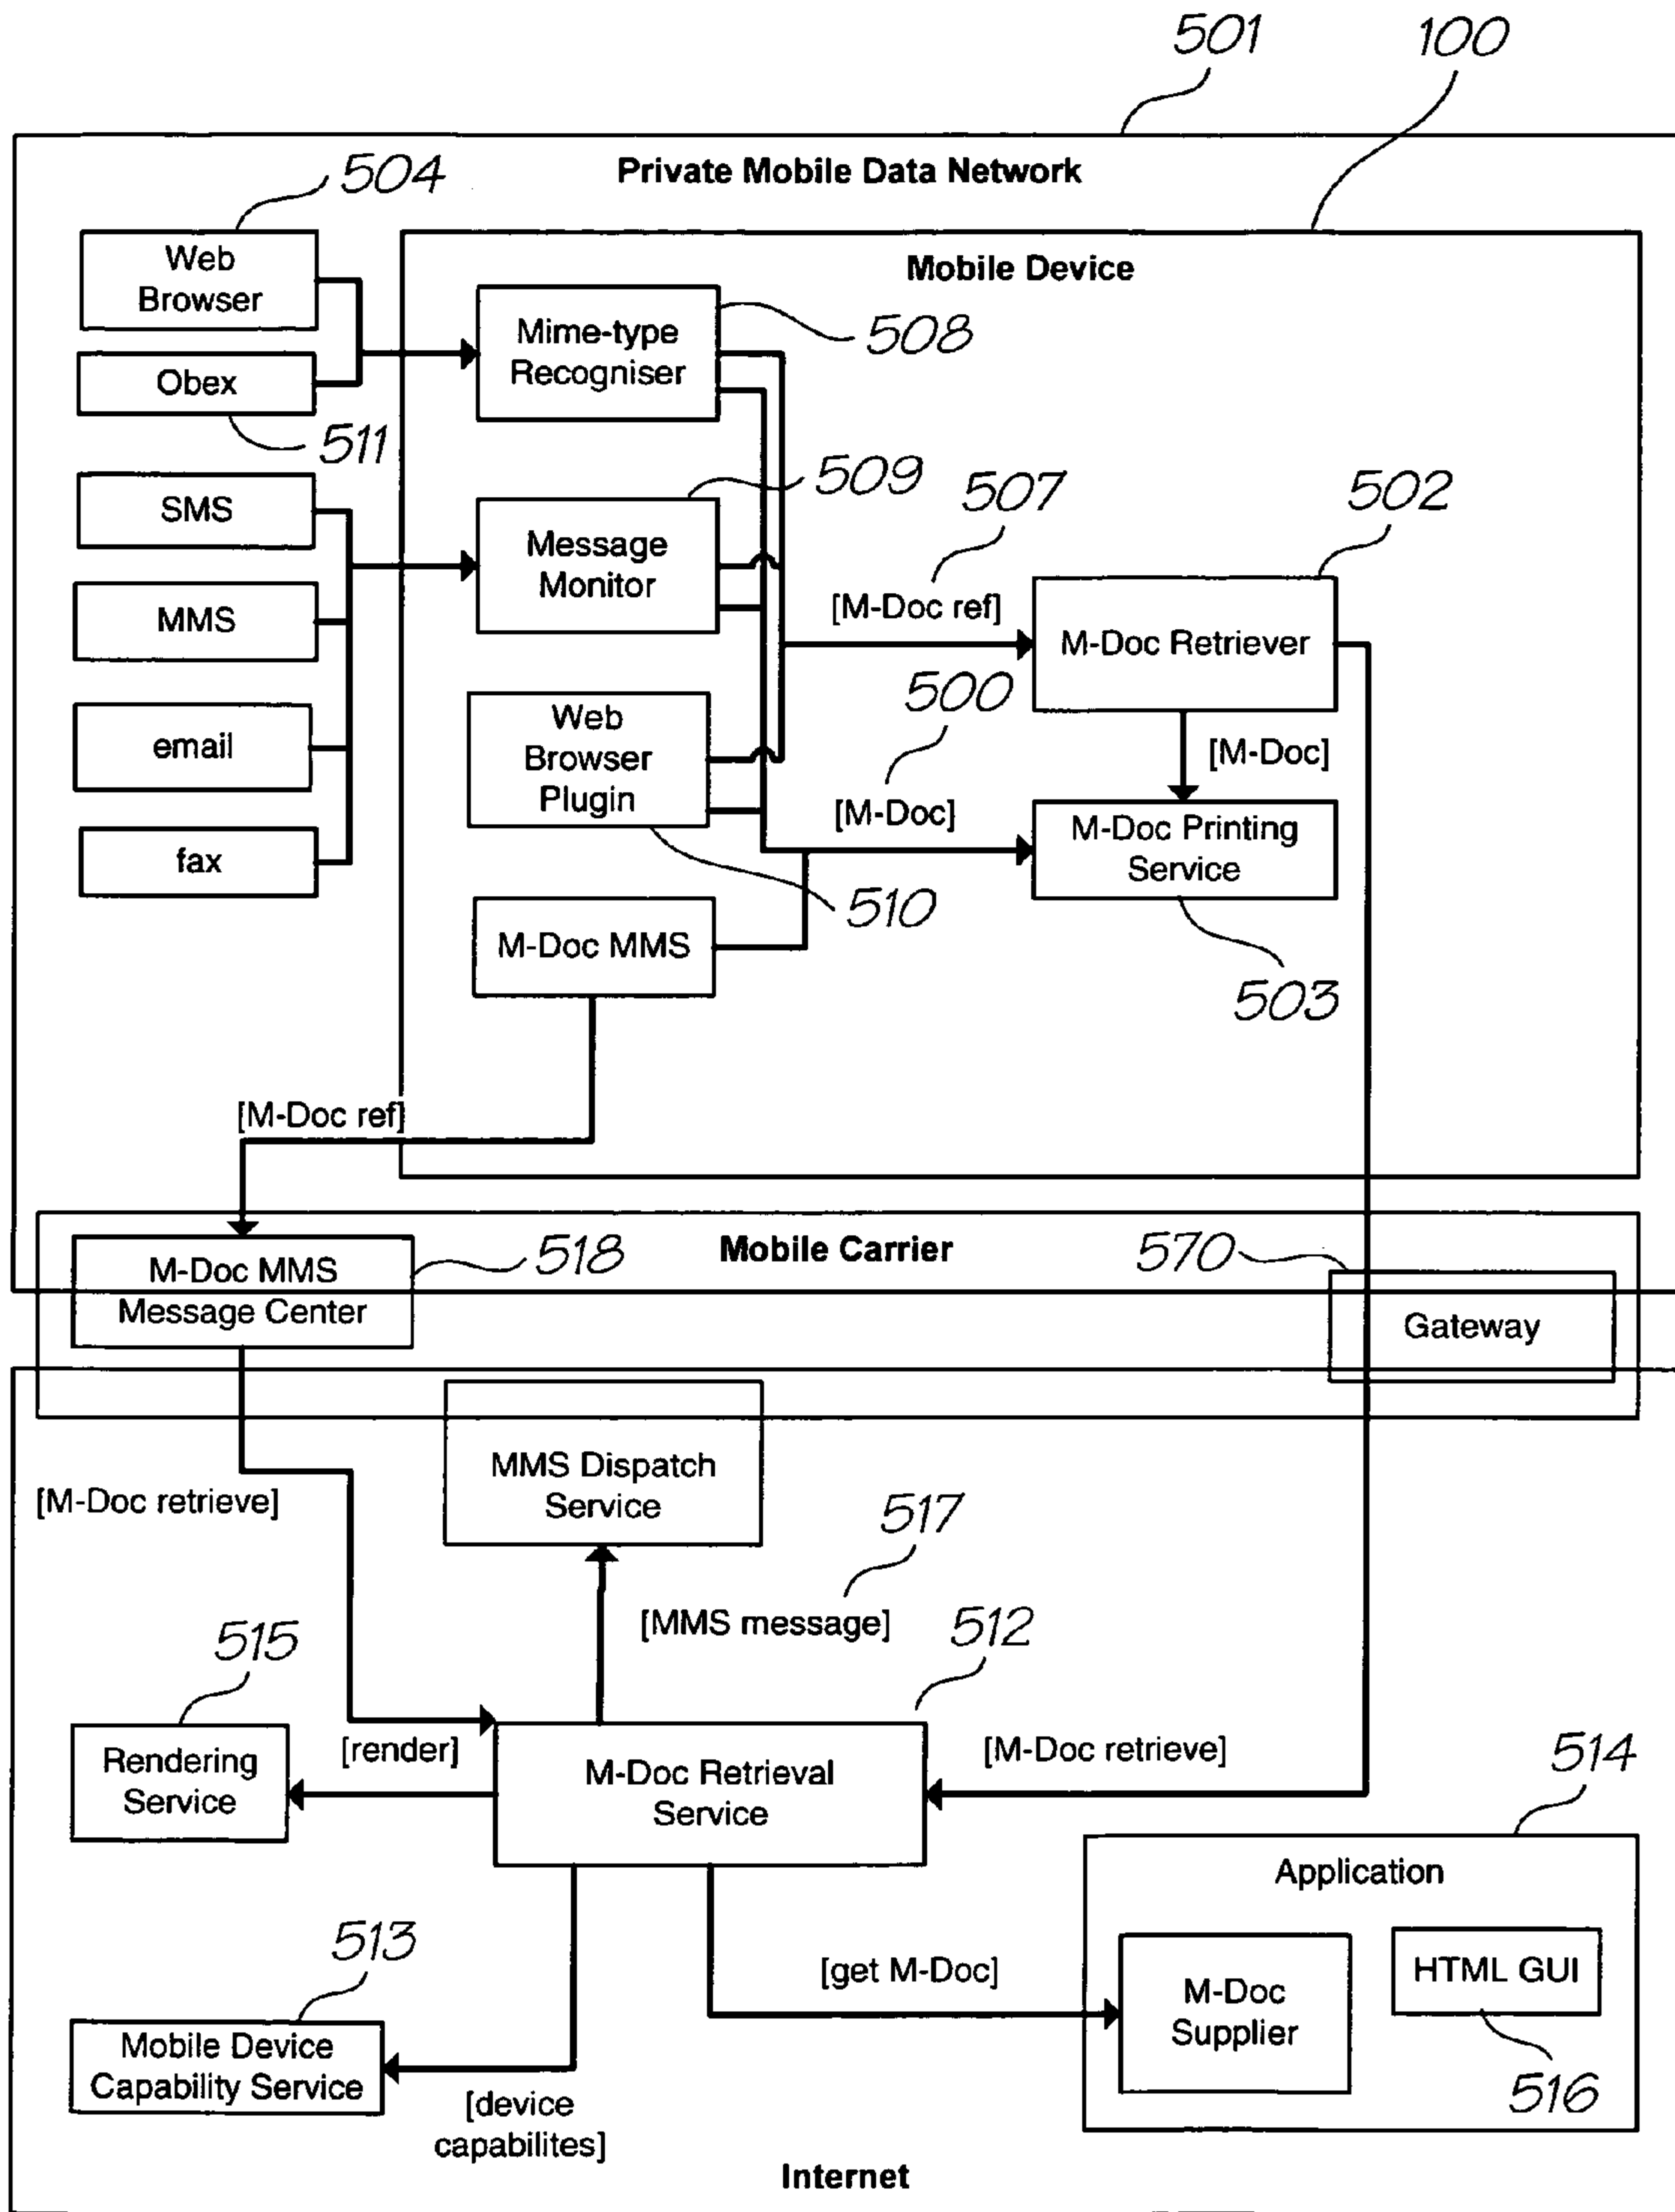 501
100
Private Mobile Data Network
504
Web
Browser
Mobile Device
Mime-type
Recogniser
508
Obex
511
SMS
509
507
502
Message
Monitor
MMS
[M-Doc ref]
M-Doc Retriever
500
Web
Browser
Plugin
email
[M-Doc]
[M-Doc]
M-Doc Printing
Service
fax
510
M-Doc MMS
503
[M-Doc ref]
M-Doc MMS
Message Center
518
Mobile Carrier
570
Gateway
MMS Dispatch
Service
[M-Doc retrieve]
517
[MMS message]
512
515
Rendering
Service
[render]
M-Doc Retrieval
Service
[M-Doc retrieve]
514
Application
513
[get M-Doc]
M-Doc
Supplier
HTML GUI
Mobile Device
Capability Service
516
[device
capabilites]
Internet